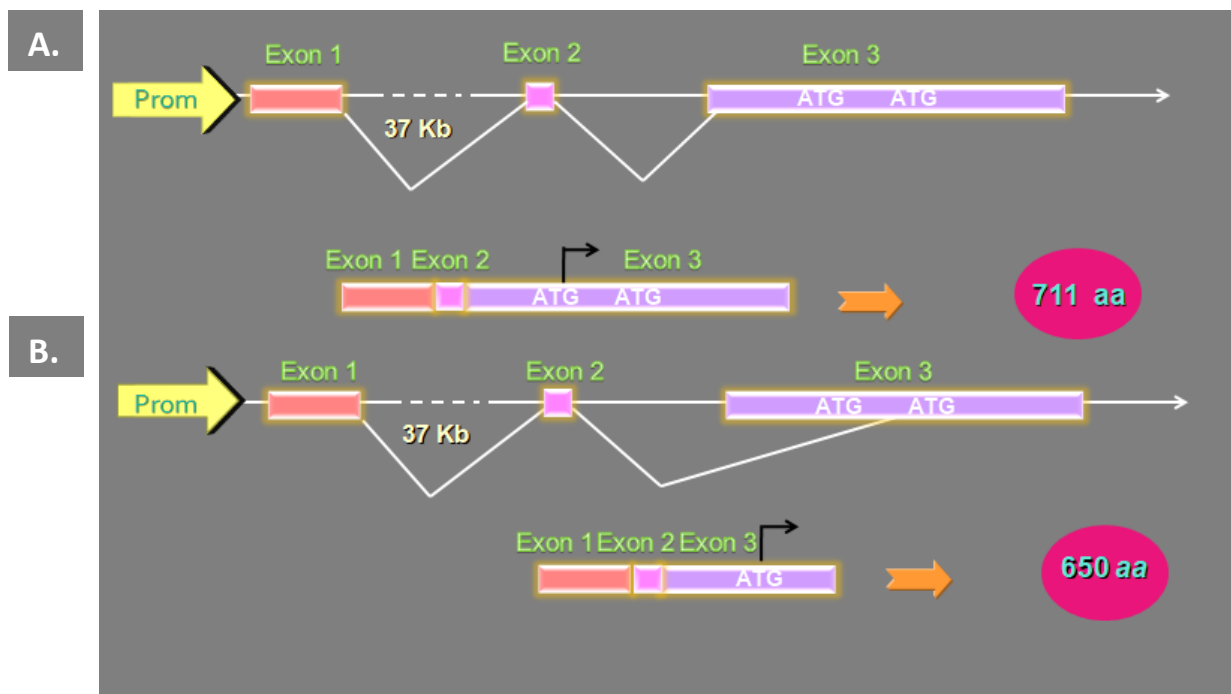 A.
Exon 1 Exon 2 Exon 3
Prom ATG ATG
37 Kb
Exon 1 Exon 2 Exon 3
ATG ATG 711 aa
B.
Exon 1 Exon 2 Exon 3
Prom ATG ATG
37 Kb
Exon 1 Exon 2 Exon 3
ATG 650 aa